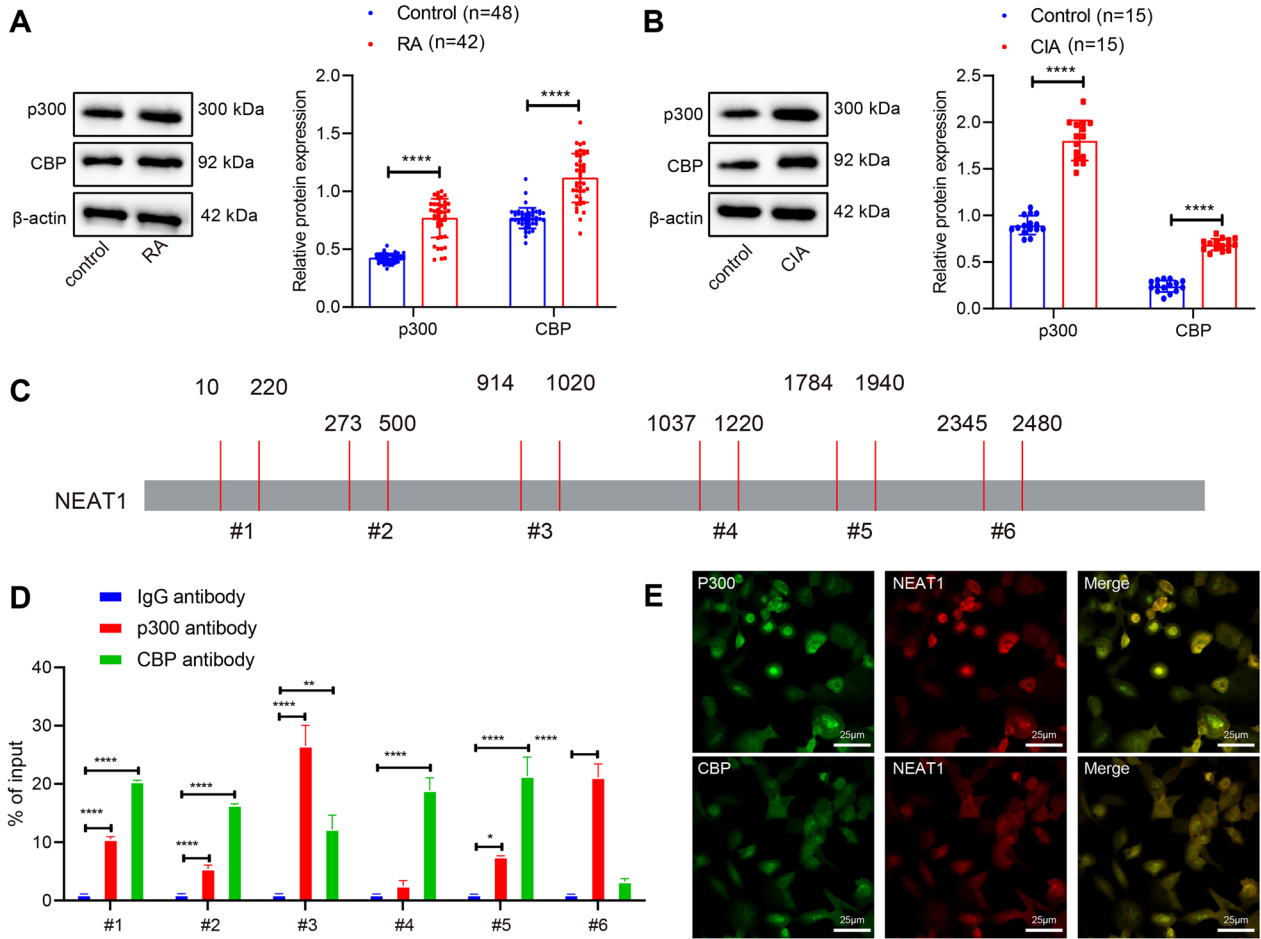 A
Control (n=48)
RA (n=42)
p300
300 kDa
CBP
92 kDa
β-actin
42 kDa
control
RA
Relative protein expression
2.0
1.5
1.0
0.5
0.0
****
****
p300
CBP
B
Control (n=15)
CIA (n=15)
p300
300 kDa
CBP
92 kDa
β-actin
42 kDa
control
CIA
Relative protein expression
2.5
2.0
1.5
1.0
0.5
0.0
****
****
p300
CBP
C
10
220
914
1020
1784
1940
273
500
1037
1220
2345
2480
NEAT1
#1
#2
#3
#4
#5
#6
D
IgG antibody
p300 antibody
CBP antibody
% of input
40
30
20
10
0
****
****
****
****
****
**
****
*
****
****
#1
#2
#3
#4
#5
#6
E
P300
NEAT1
Merge
25μm
25μm
25μm
CBP
NEAT1
Merge
25μm
25μm
25μm